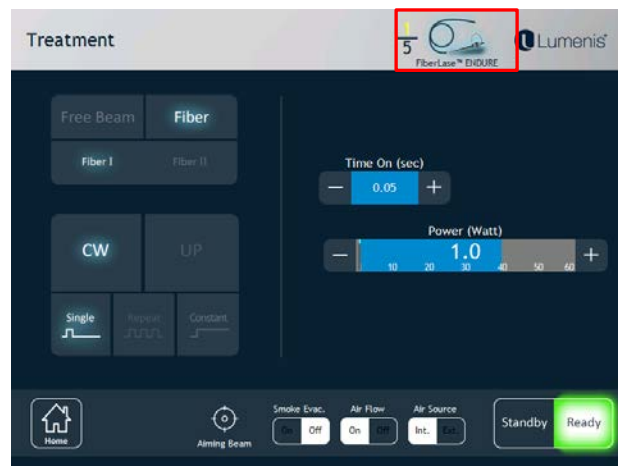 Treatment
1
5
FiberLase™ ENDURE
Lumenis
Free Beam
Fiber
Fiber I
Fiber II
CW
UP
Single
Repeat
Constant
Time On (sec)
— 0.05 +
Power (Watt)
— 1.0 +
10 20 30 40 50 60
Home
Aiming Beam
Smoke Evac.
On Off
Air Flow
On Off
Air Source
Int. Ext.
Standby
Ready